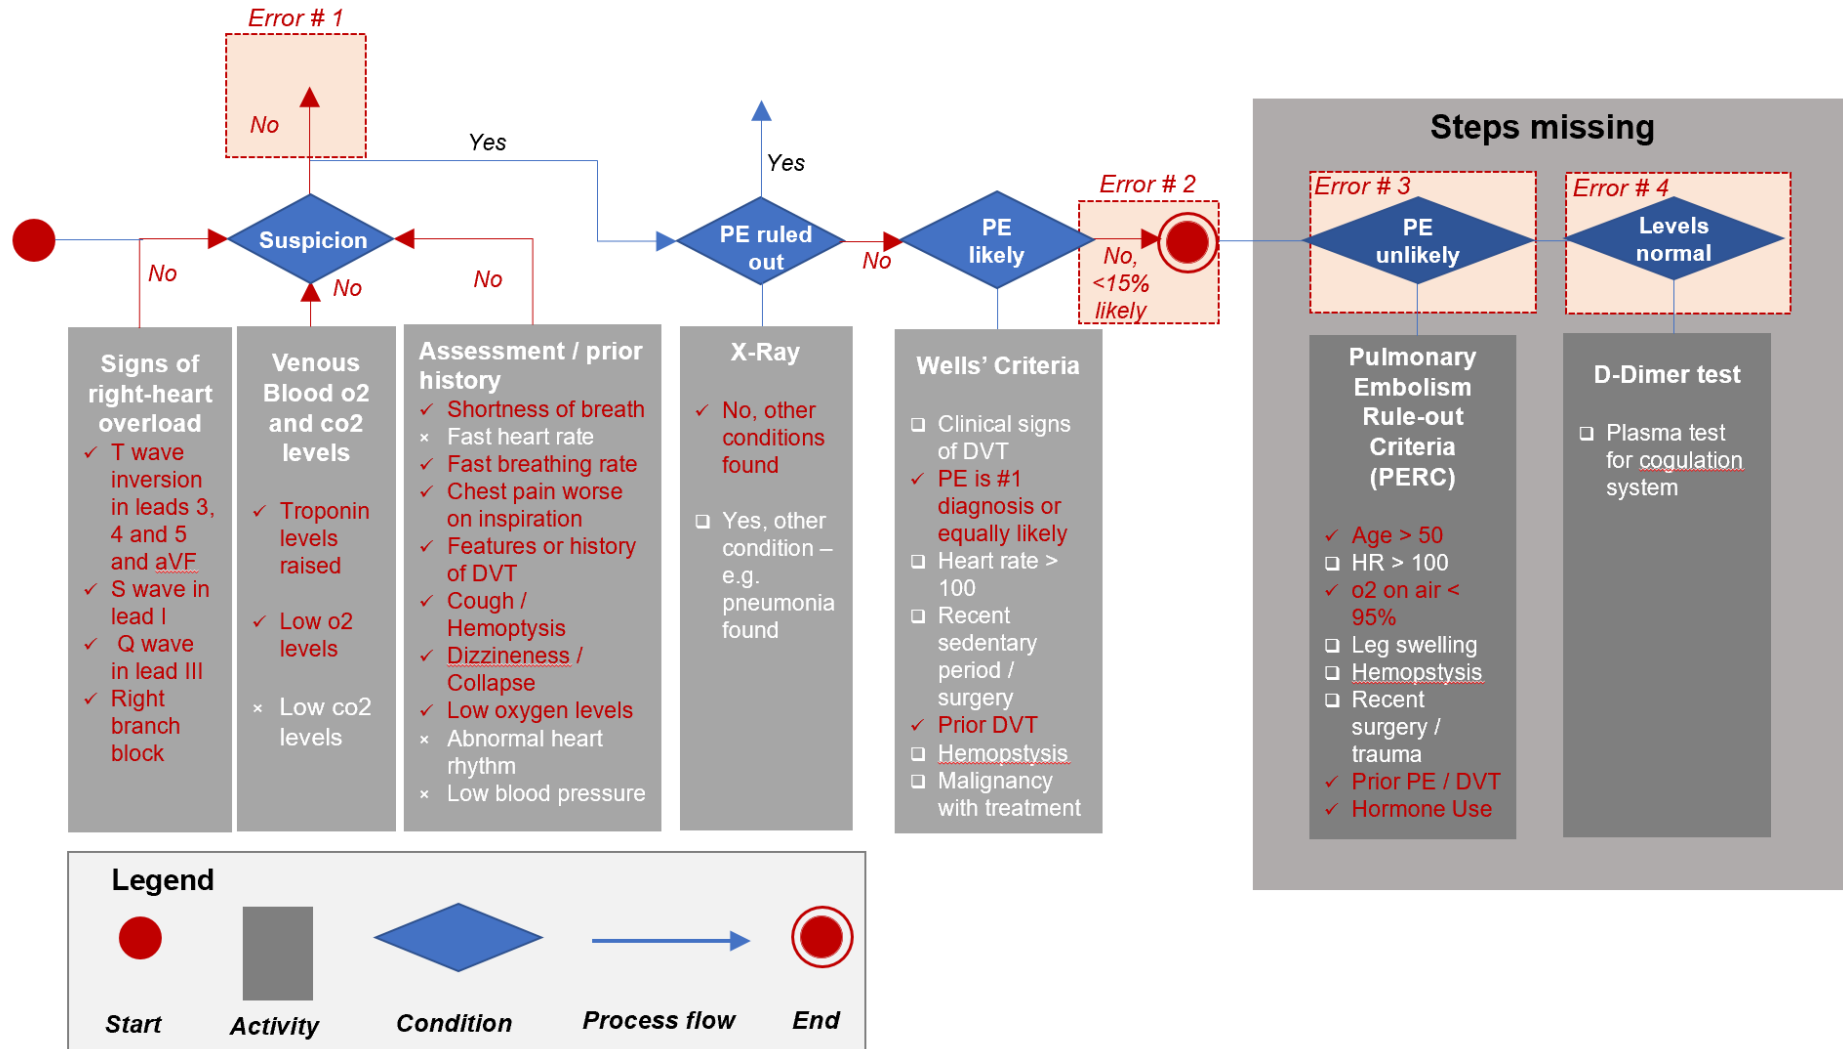 Error # 1
No
Yes
Yes
Suspicion
No
No
No
PE ruled
out
No
PE
likely
Error # 2
No,
<15%
likely
Steps missing
Error # 3
PE
unlikely
Error # 4
Levels
normal
Signs of
right-heart
overload
✓ T wave
inversion
in leads 3,
4 and 5
and aVF
✓ S wave in
lead I
✓ Q wave
in lead III
✓ Right
branch
block
Venous
Blood o2
and co2
levels
✓ Troponin
levels
raised
✓ Low o2
levels
× Low co2
levels
Assessment / prior
history
✓ Shortness of breath
× Fast heart rate
✓ Fast breathing rate
✓ Chest pain worse
on inspiration
✓ Features or history
of DVT
✓ Cough /
Hemoptysis
✓ Dizzineness /
Collapse
✓ Low oxygen levels
× Abnormal heart
rhythm
× Low blood pressure
X-Ray
✓ No, other
conditions
found
❑ Yes, other
condition –
e.g.
pneumonia
found
Wells’ Criteria
❑ Clinical signs
of DVT
✓ PE is #1
diagnosis or
equally likely
❑ Heart rate >
100
❑ Recent
sedentary
period /
surgery
✓ Prior DVT
❑ Hemopstysis
❑ Malignancy
with treatment
Pulmonary
Embolism
Rule-out
Criteria
(PERC)
✓ Age > 50
❑ HR > 100
✓ o2 on air <
95%
❑ Leg swelling
❑ Hemopstysis
❑ Recent
surgery /
trauma
✓ Prior PE / DVT
✓ Hormone Use
D-Dimer test
❑ Plasma test
for cogulation
system
Legend
Start
Activity
Condition
Process flow
End